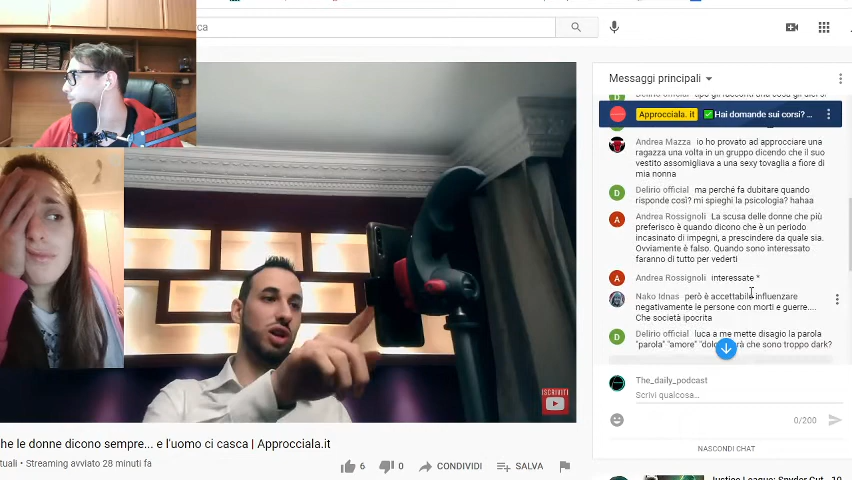 rca
Messaggi principali
Approcciala. it ✅Hai domande sui corsi? ...
Andrea Mazza io ho provato ad approcciare una
ragazza una volta in un gruppo dicendo che il suo
vestito assomigliava a una sexy tovaglia a fiore di
mia nonna
Delirio official ma perché fa dubitare quando
risponde così? mi spieghi la psicologia? hahaa
Andrea Rossignoli La scusa delle donne che più
preferisco è quando dicono che è un periodo
incasinato di impegni, a prescindere da quale sia.
Ovviamente è falso. Quando sono interessato
faranno di tutto per vederti
Andrea Rossignoli interessate *
Nako Idnas però è accettabile influenzare
negativamente le persone con morti e guerre....
Che società ipocrita
Delirio official luca a me mette disagio la parola
"parola" "amore" rà che sono troppo dark?
The_daily_podcast
Scrivi qualcosa...
0/200
NASCONDI CHAT
ISCRIVITI
he le donne dicono sempre... e l'uomo ci casca | Approcciala.it
tuali • Streaming avviato 28 minuti fa
6 0 CONDIVIDI SALVA